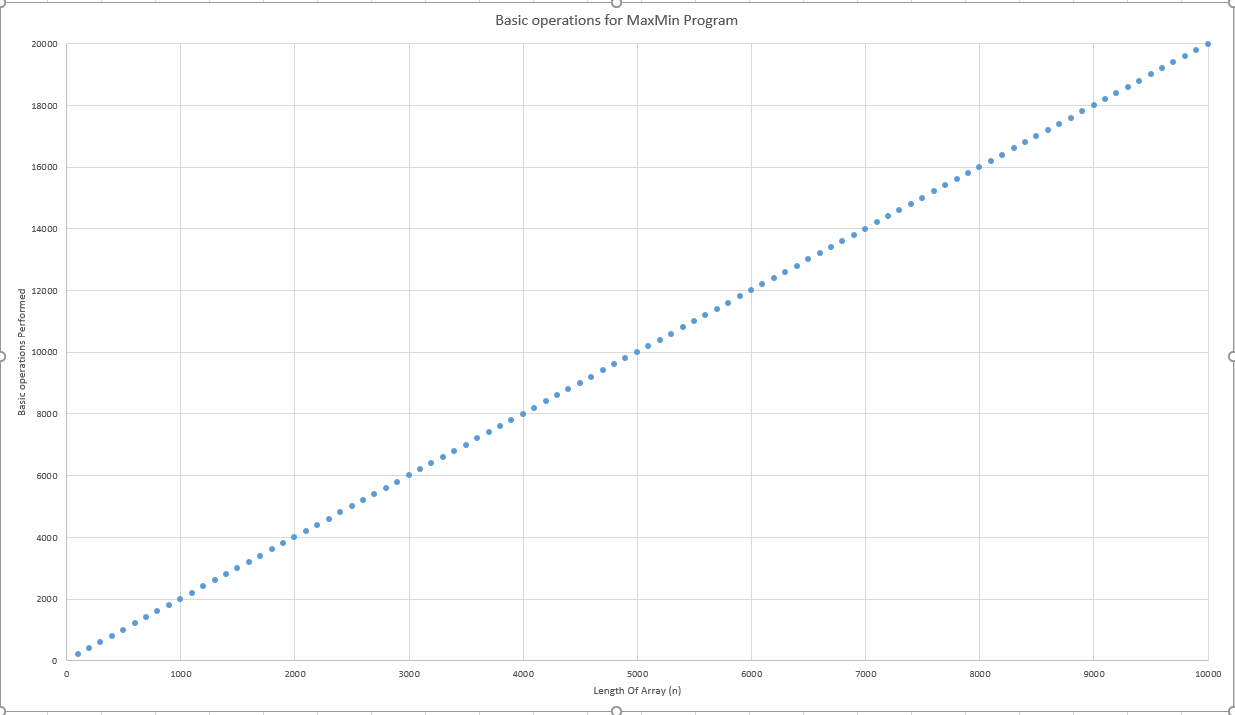 Basic operations for MaxMin Program
20000
18000
16000
14000
12000
10000
8000
6000
4000
2000
0
Basic operations Performed
0 1000 2000 3000 4000 5000 6000 7000 8000 9000 10000
Length Of Array (n)